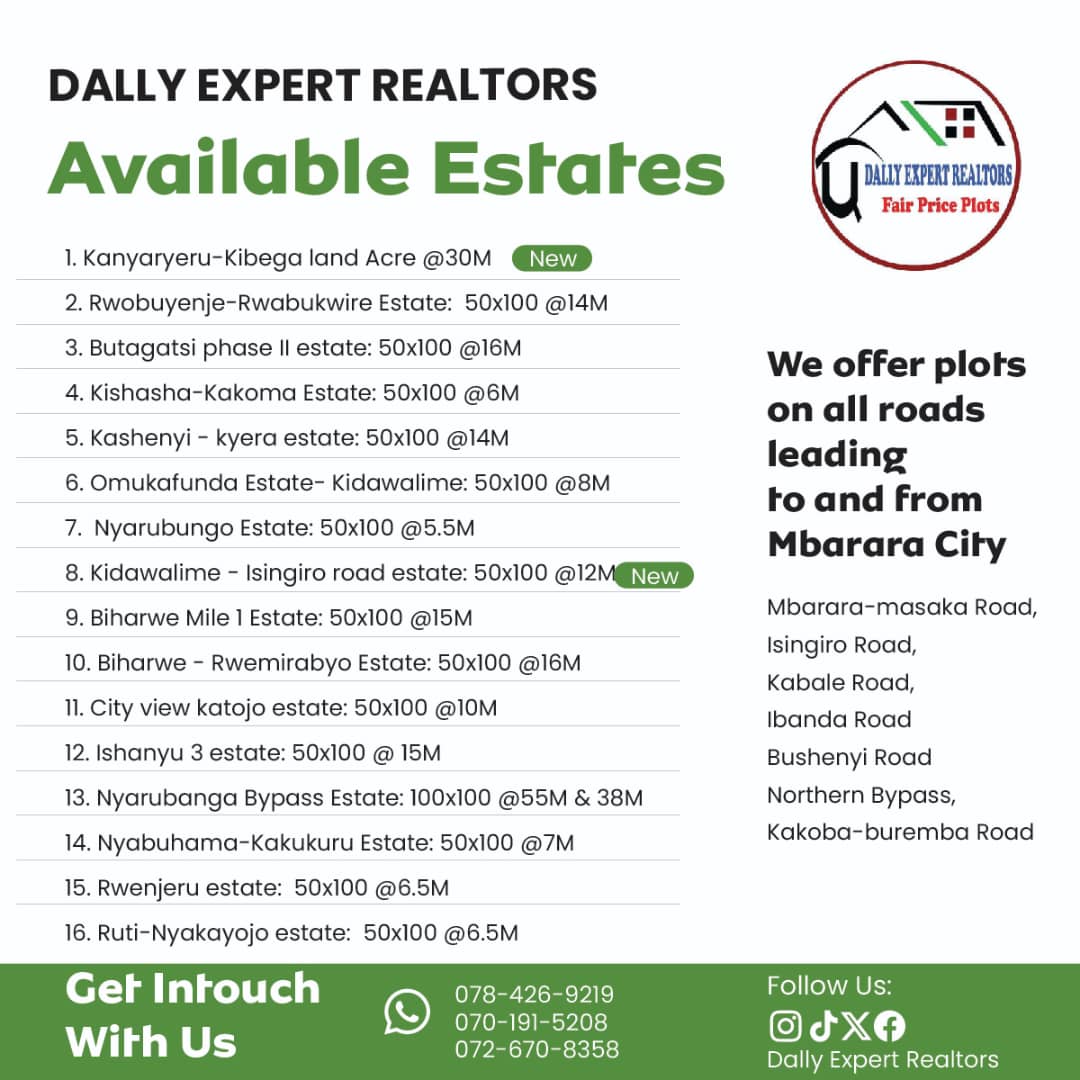 DALLY EXPERT REALTORS
Available Estates
DALLY EXPERT REALTORS
Fair Price Plots
1. Kanyaryeru-Kibega land Acre @30M New
2. Rwobuyenje-Rwabukwire Estate: 50x100 @14M
3. Butagatsi phase II estate: 50x100 @16M
4. Kishasha-Kakoma Estate: 50x100 @6M
5. Kashenyi - kyera estate: 50x100 @14M
6. Omukafunda Estate- Kidawalime: 50x100 @8M
7. Nyarubungo Estate: 50x100 @5.5M
8. Kidawalime - Isingiro road estate: 50x100 @12M New
9. Biharwe Mile 1 Estate: 50x100 @15M
10. Biharwe - Rwemirabyo Estate: 50x100 @16M
11. City view katojo estate: 50x100 @10M
12. Ishanyu 3 estate: 50x100 @ 15M
13. Nyarubanga Bypass Estate: 100x100 @55M & 38M
14. Nyabuhama-Kakukuru Estate: 50x100 @7M
15. Rwenjeru estate: 50x100 @6.5M
16. Ruti-Nyakayojo estate: 50x100 @6.5M
We offer plots
on all roads
leading
to and from
Mbarara City
Mbarara-masaka Road,
Isingiro Road,
Kabale Road,
Ibanda Road
Bushenyi Road
Northern Bypass,
Kakoba-buremba Road
Get Intouch
With Us
078-426-9219
070-191-5208
072-670-8358
Follow Us:
Dally Expert Realtors